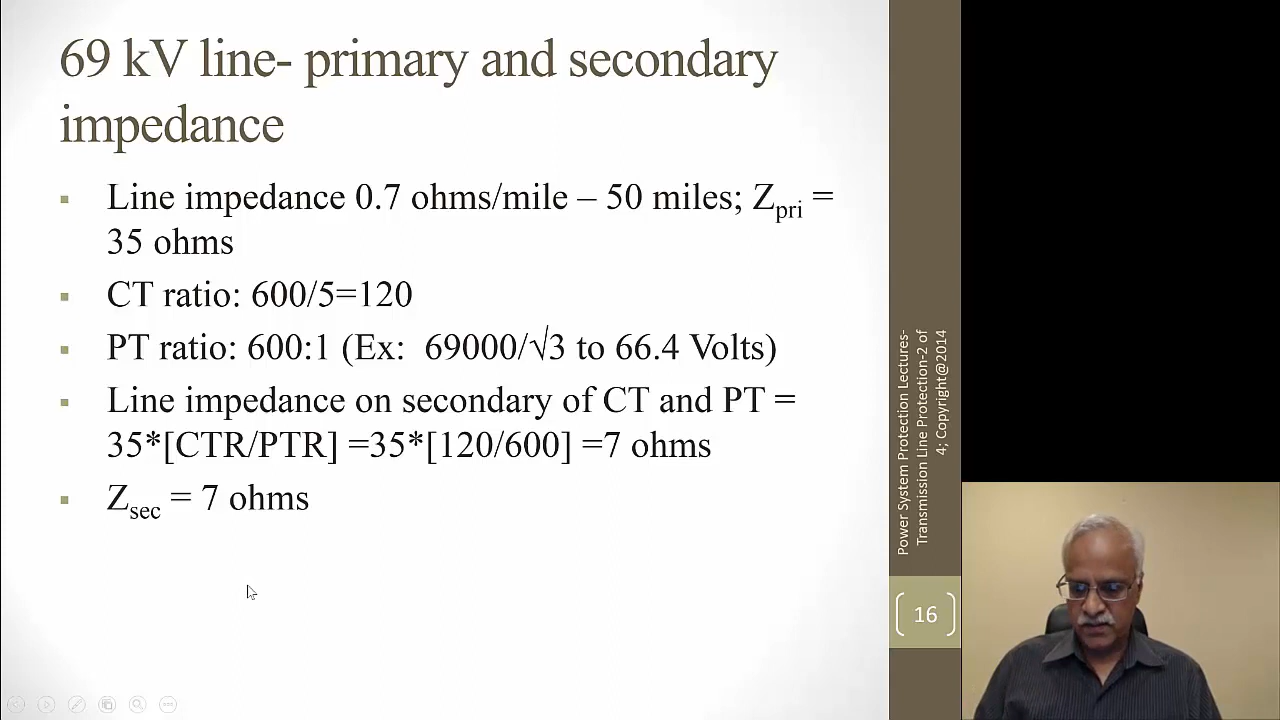 69 kV line- primary and secondary
impedance
▪ Line impedance 0.7 ohms/mile – 50 miles; Zpri =
35 ohms
▪ CT ratio: 600/5=120
▪ PT ratio: 600:1 (Ex: 69000/√3 to 66.4 Volts)
▪ Line impedance on secondary of CT and PT =
35*[CTR/PTR] =35*[120/600] =7 ohms
▪ Zsec = 7 ohms
Power System Protection Lectures-
Transmission Line Protection-2 of
4; Copyright@2014
16